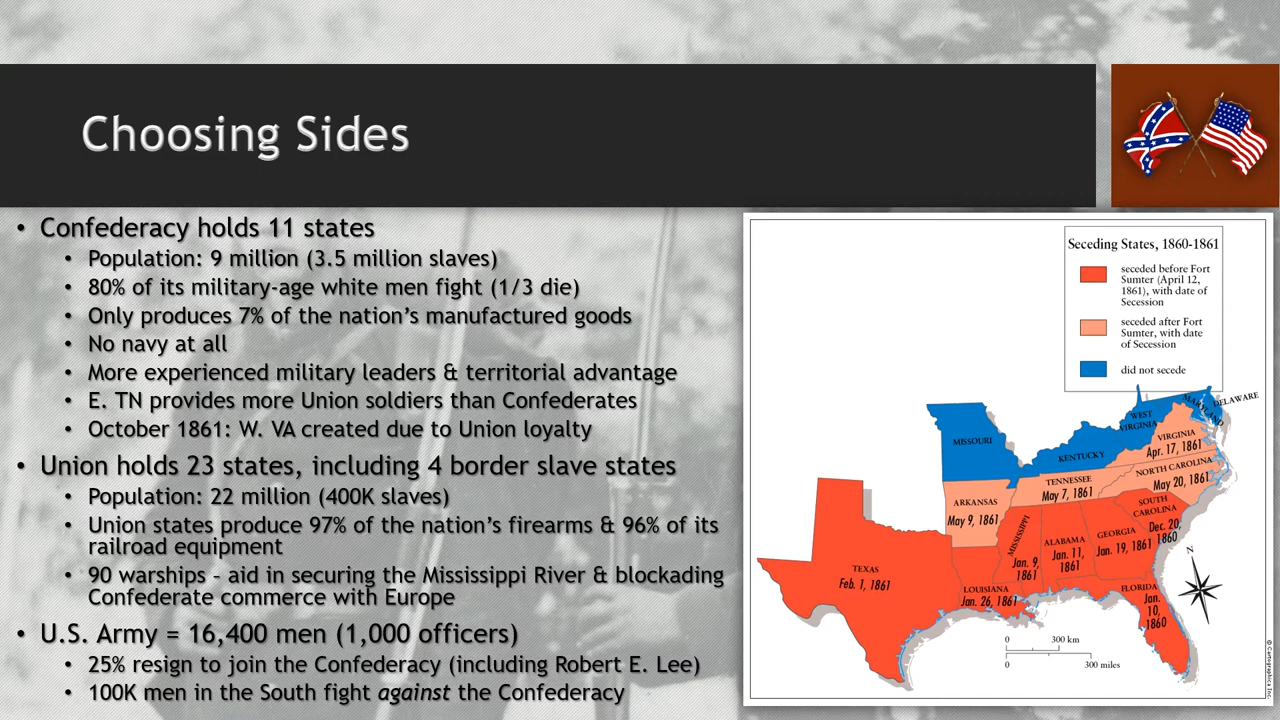 Choosing Sides
• Confederacy holds 11 states
• Population: 9 million (3.5 million slaves)
• 80% of its military-age white men fight (1/3 die)
• Only produces 7% of the nation's manufactured goods
• No navy at all
• More experienced military leaders & territorial advantage
• E. TN provides more Union soldiers than Confederates
• October 1861: W. VA created due to Union loyalty
• Union holds 23 states, including 4 border slave states
• Population: 22 million (400K slaves)
• Union states produce 97% of the nation's firearms & 96% of its
railroad equipment
• 90 warships – aid in securing the Mississippi River & blockading
Confederate commerce with Europe
• U.S. Army = 16,400 men (1,000 officers)
• 25% resign to join the Confederacy (including Robert E. Lee)
• 100K men in the South fight against the Confederacy
Seceding States, 1860-1861
seceded before Fort
Sumter (April 12,
1861), with date of
Secession
seceded after Fort
Sumter, with date
of Secession
did not secede
MARYLAND
DELAWARE
WEST
VIRGINIA
MISSOURI
KENTUCKY
VIRGINIA
Apr. 17, 1861
NORTH CAROLINA
May 20, 1861
TENNESSEE
May 7, 1861
ARKANSAS
May 9, 1861
SOUTH
CAROLINA
Dec. 20,
1860
MISSISSIPPI
Jan. 9,
1861
ALABAMA
Jan. 11,
1861
GEORGIA
Jan. 19, 1861
TEXAS
Feb. 1, 1861
LOUISIANA
Jan. 26, 1861
FLORIDA
Jan.
10,
1860
N
0 300 km
0 300 miles
© Cartographica Inc.